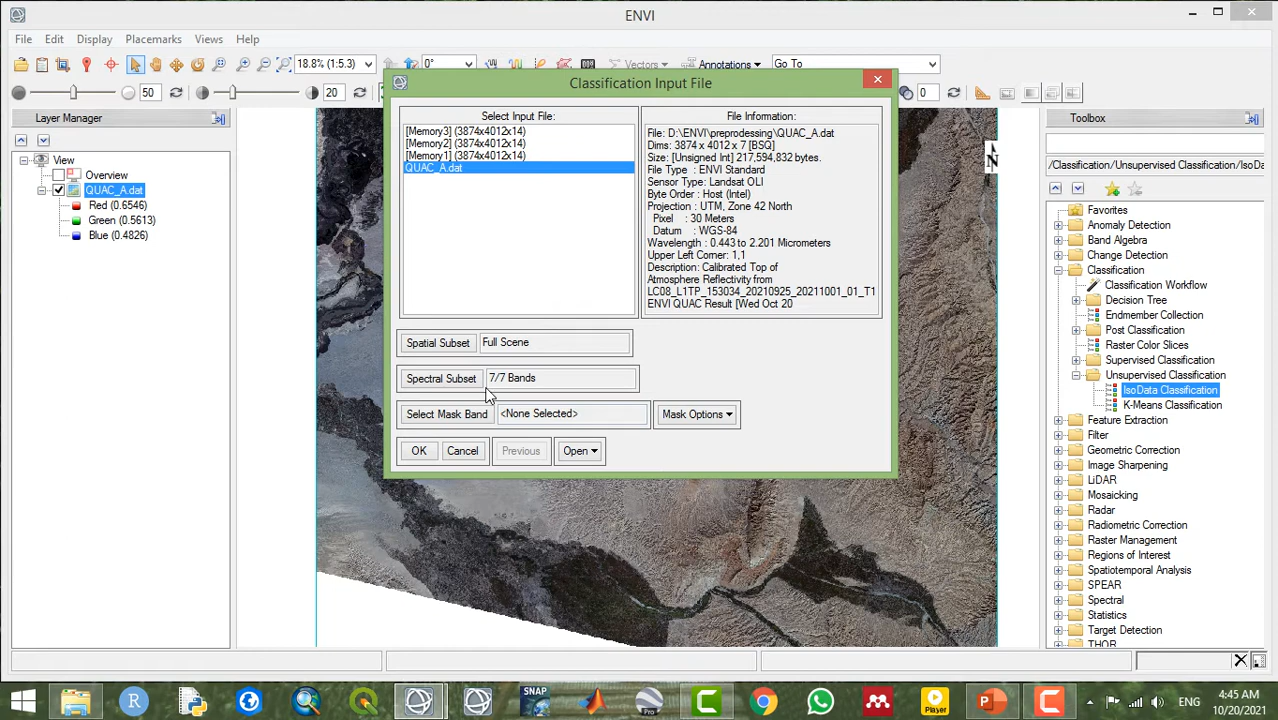 ENVI
File Edit Display Placemarks Views Help
18.8% (1:5.3) 0° Vectors Annotations Go To
50 20 0
Layer Manager
View
Overview
QUAC_A.dat
Red (0.6546)
Green (0.5613)
Blue (0.4826)
Classification Input File
Select Input File:
[Memory3] (3874x4012x14)
[Memory2] (3874x4012x14)
[Memory1] (3874x4012x14)
QUAC_A.dat
File Information:
File: D:\ENVI\preprodessing\QUAC_A.dat
Dims: 3874 x 4012 x 7 [BSQ]
Size: [Unsigned Int] 217,594,832 bytes.
File Type : ENVI Standard
Sensor Type: Landsat OLI
Byte Order : Host (Intel)
Projection : UTM, Zone 42 North
Pixel : 30 Meters
Datum : WGS-84
Wavelength : 0.443 to 2.201 Micrometers
Upper Left Corner: 1,1
Description: Calibrated Top of
Atmosphere Reflectivity from
LC08_L1TP_153034_20210925_20211001_01_T1
ENVI QUAC Result [Wed Oct 20
Spatial Subset Full Scene
Spectral Subset 7/7 Bands
Select Mask Band <None Selected> Mask Options
OK Cancel Previous Open
N
Toolbox
/Classification/Unsupervised Classification/IsoDa
Favorites
Anomaly Detection
Band Algebra
Change Detection
Classification
Classification Workflow
Decision Tree
Endmember Collection
Post Classification
Raster Color Slices
Supervised Classification
Unsupervised Classification
IsoData Classification
K-Means Classification
Feature Extraction
Filter
Geometric Correction
Image Sharpening
LiDAR
Mosaicking
Radar
Radiometric Correction
Raster Management
Regions of Interest
Spatiotemporal Analysis
SPEAR
Spectral
Statistics
Target Detection
THOR
R SNAP Pro Player ENG
4:45 AM
10/20/2021